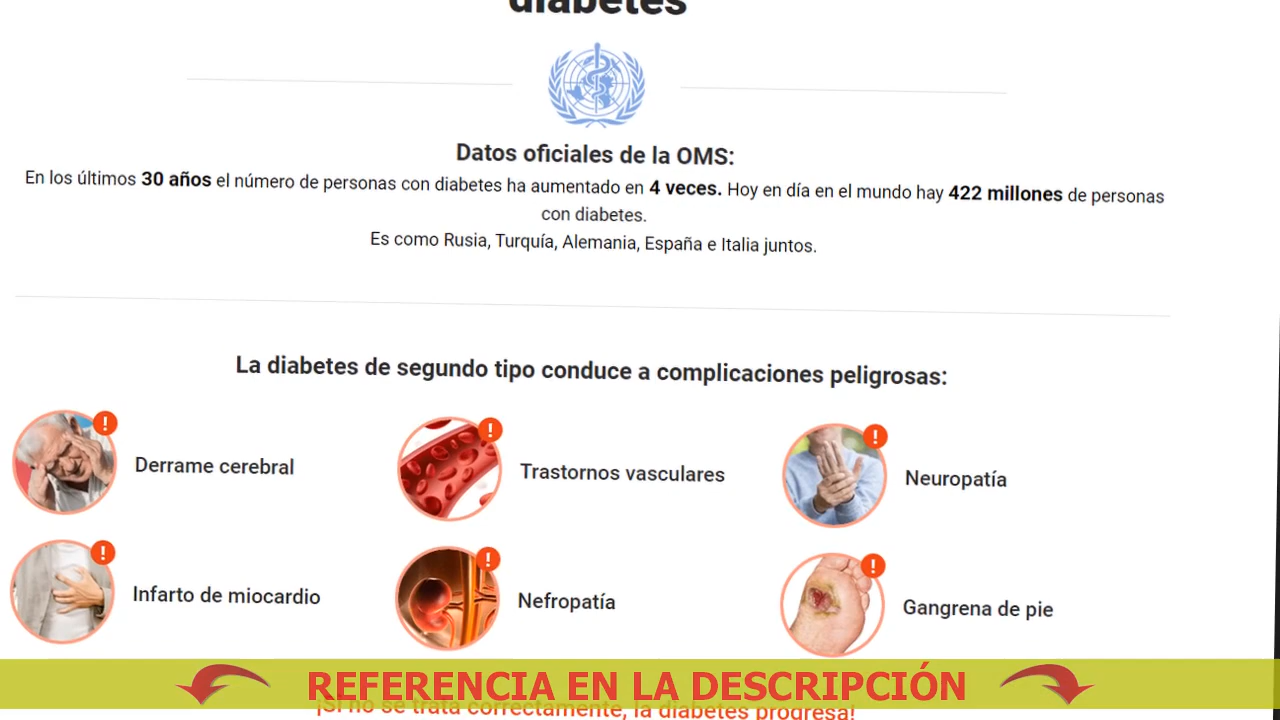 diabetes
Datos oficiales de la OMS:
En los últimos 30 años el número de personas con diabetes ha aumentado en 4 veces. Hoy en día en el mundo hay 422 millones de personas
con diabetes.
Es como Rusia, Turquía, Alemania, España e Italia juntos.
La diabetes de segundo tipo conduce a complicaciones peligrosas:
! Derrame cerebral
! Trastornos vasculares
! Neuropatía
! Infarto de miocardio
! Nefropatía
! Gangrena de pie
REFERENCIA EN LA DESCRIPCIÓN
¡Si no se trata correctamente, la diabetes progresa!